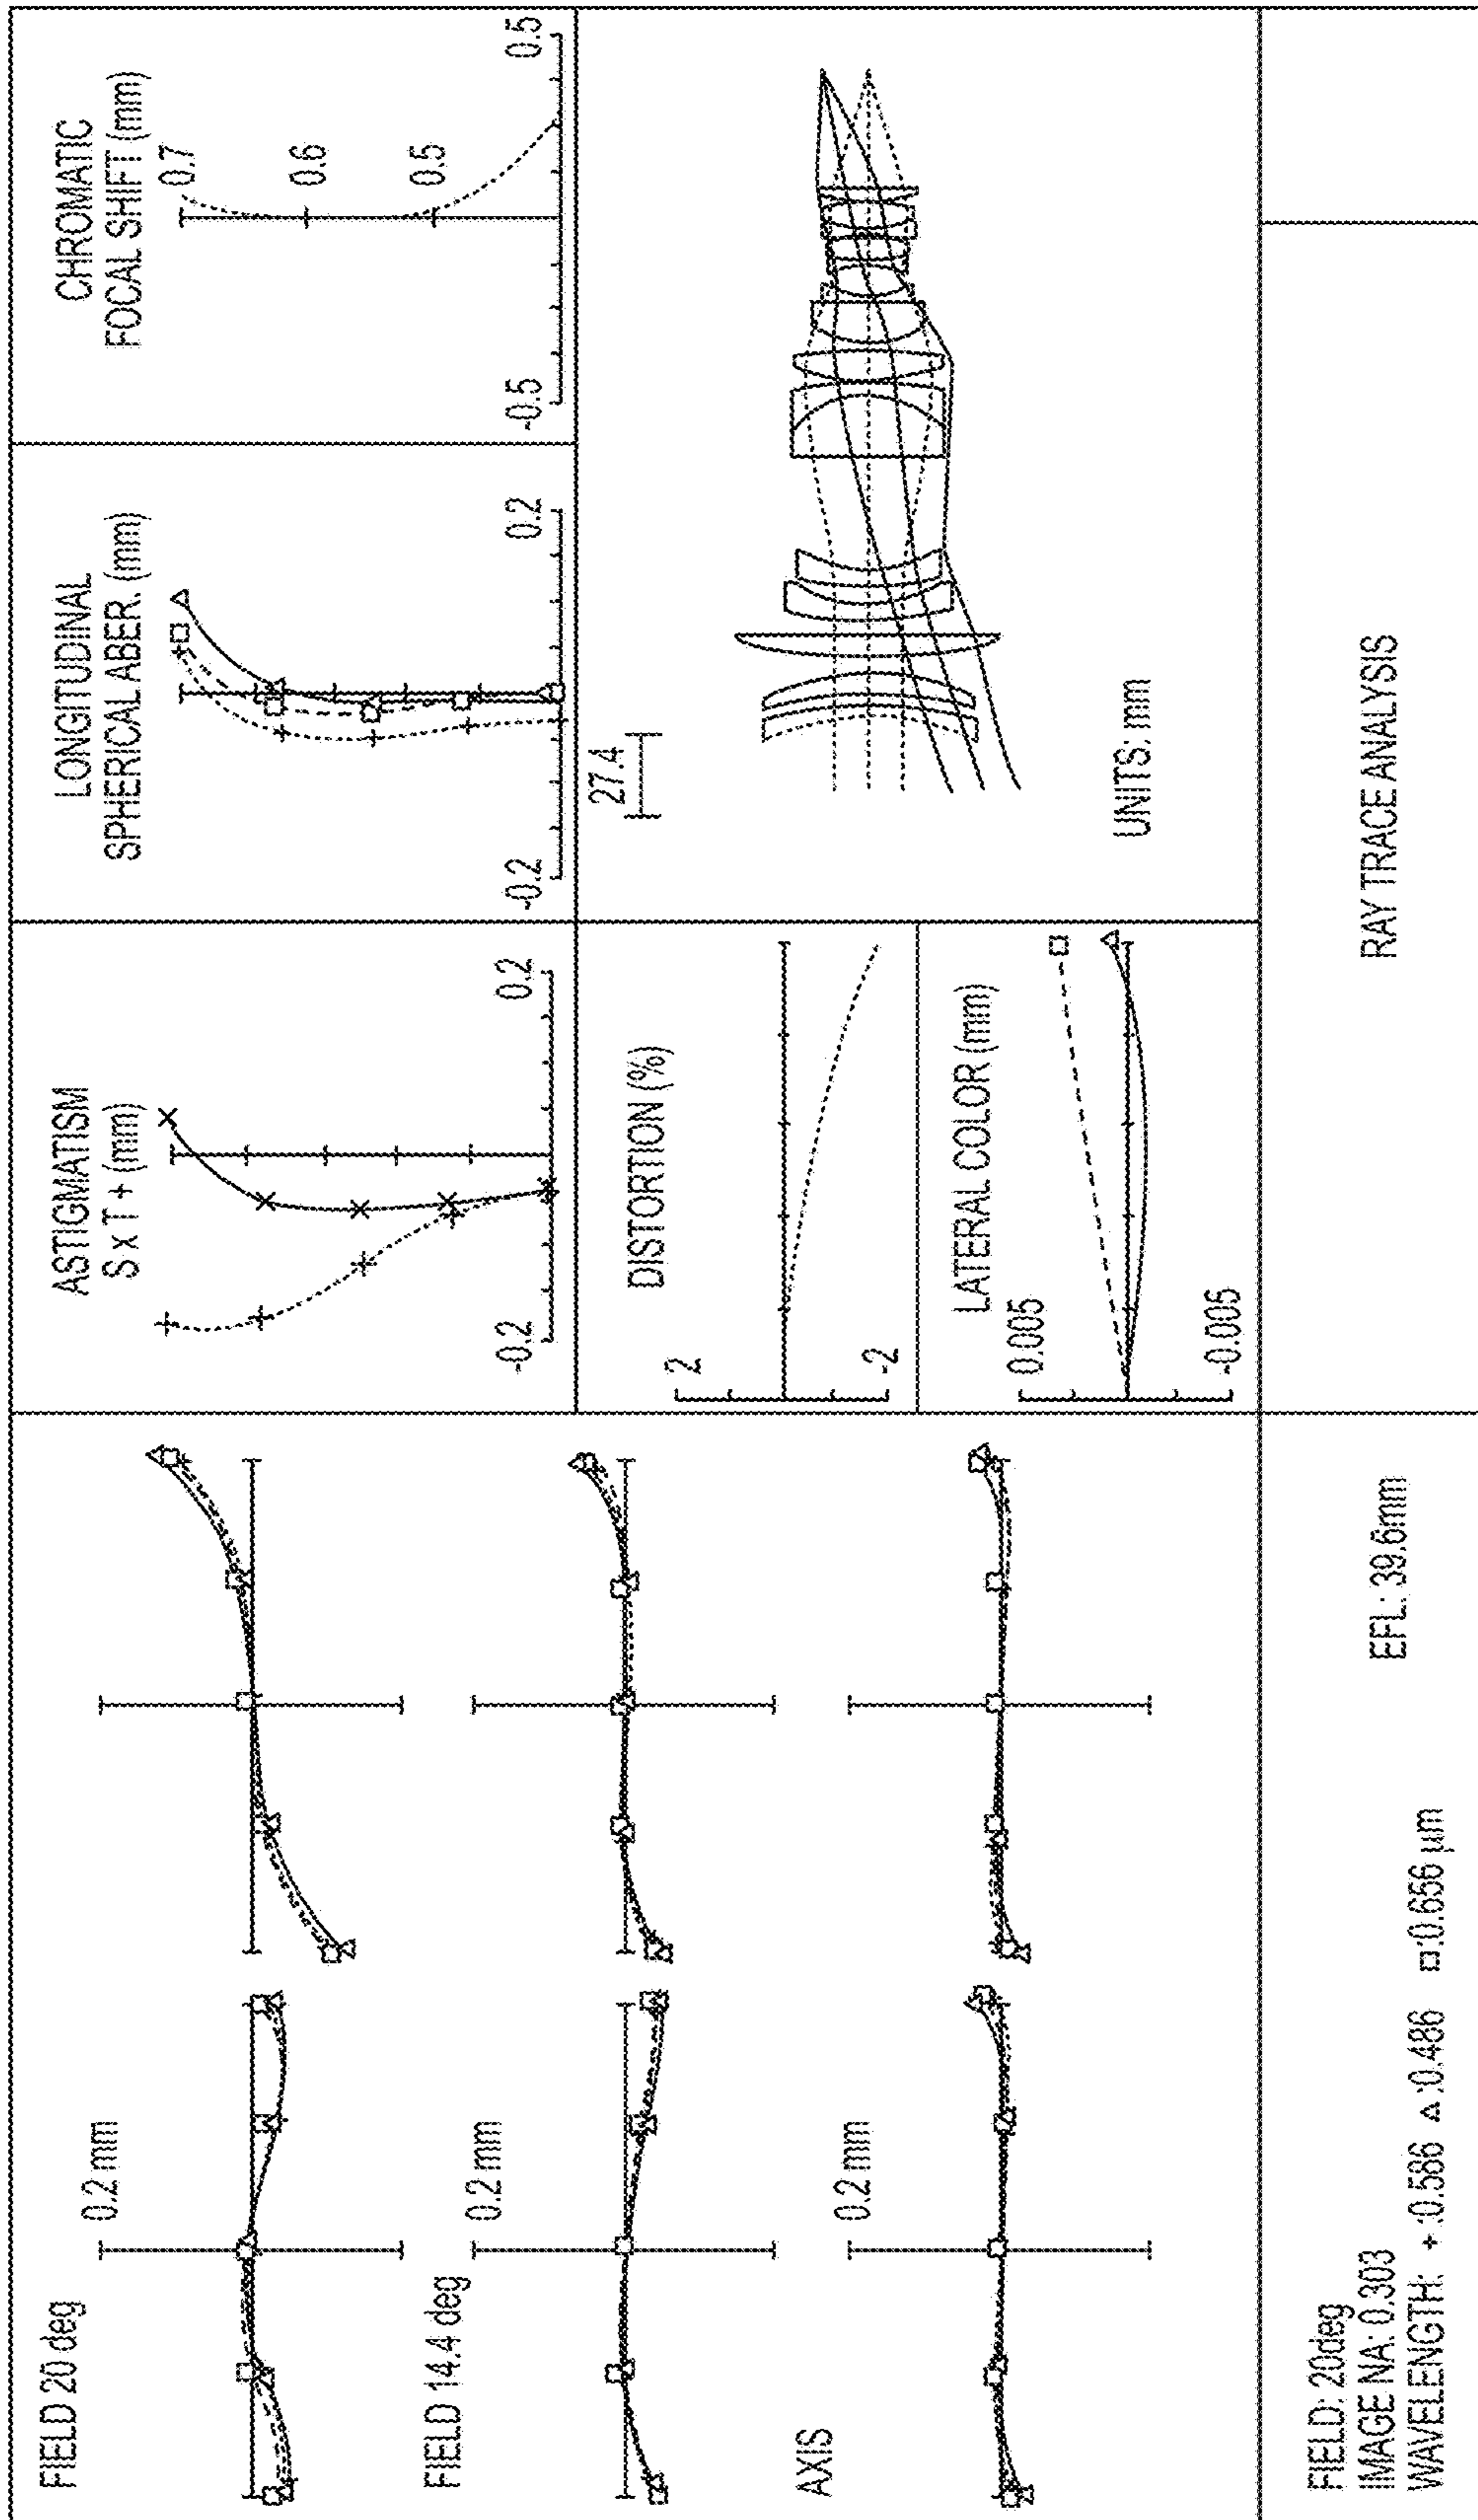 FIELD 20 deg
0.2 mm
FIELD 14.4 deg
0.2 mm
AXIS
0.2 mm
ASTIGMATISM
S x T + (mm)
-0.2
0.2
LONGITUDINAL
SPHERICAL ABER. (mm)
-0.2
0.2
CHROMATIC
FOCAL SHIFT (mm)
0.7
0.6
0.5
-0.5
0.5
DISTORTION (%)
2
-2
LATERAL COLOR (mm)
0.005
-0.005
27.4
UNITS: mm
FIELD: 20deg
IMAGE NA: 0.303
WAVELENGTH: + :0.586 △ :0.486 □:0.656 μm
EFL: 39.6mm
RAY TRACE ANALYSIS